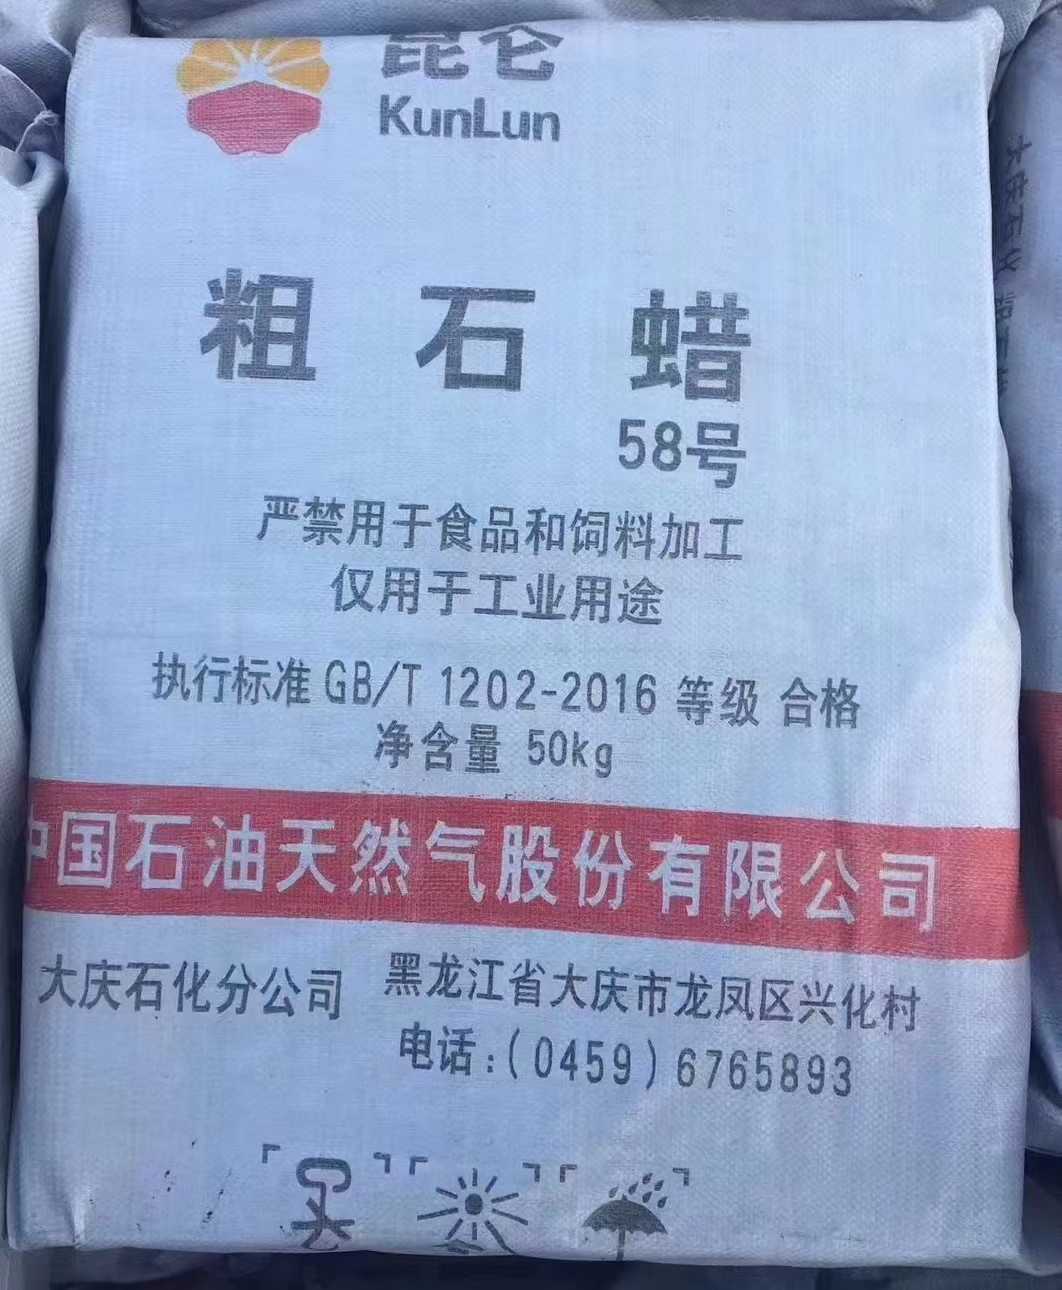 昆仑
KunLun
粗石蜡
58号
严禁用于食品和饲料加工
仅用于工业用途
执行标准 GB/T 1202-2016 等级 合格
净含量 50kg
中国石油天然气股份有限公司
大庆石化分公司 黑龙江省大庆市龙凤区兴化村
电话:(0459)6765893
大庆石化